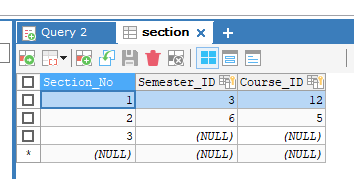 Query 2 section
Section_No Semester_ID Course_ID
1 3 12
2 6 5
3 (NULL) (NULL)
* (NULL) (NULL) (NULL)